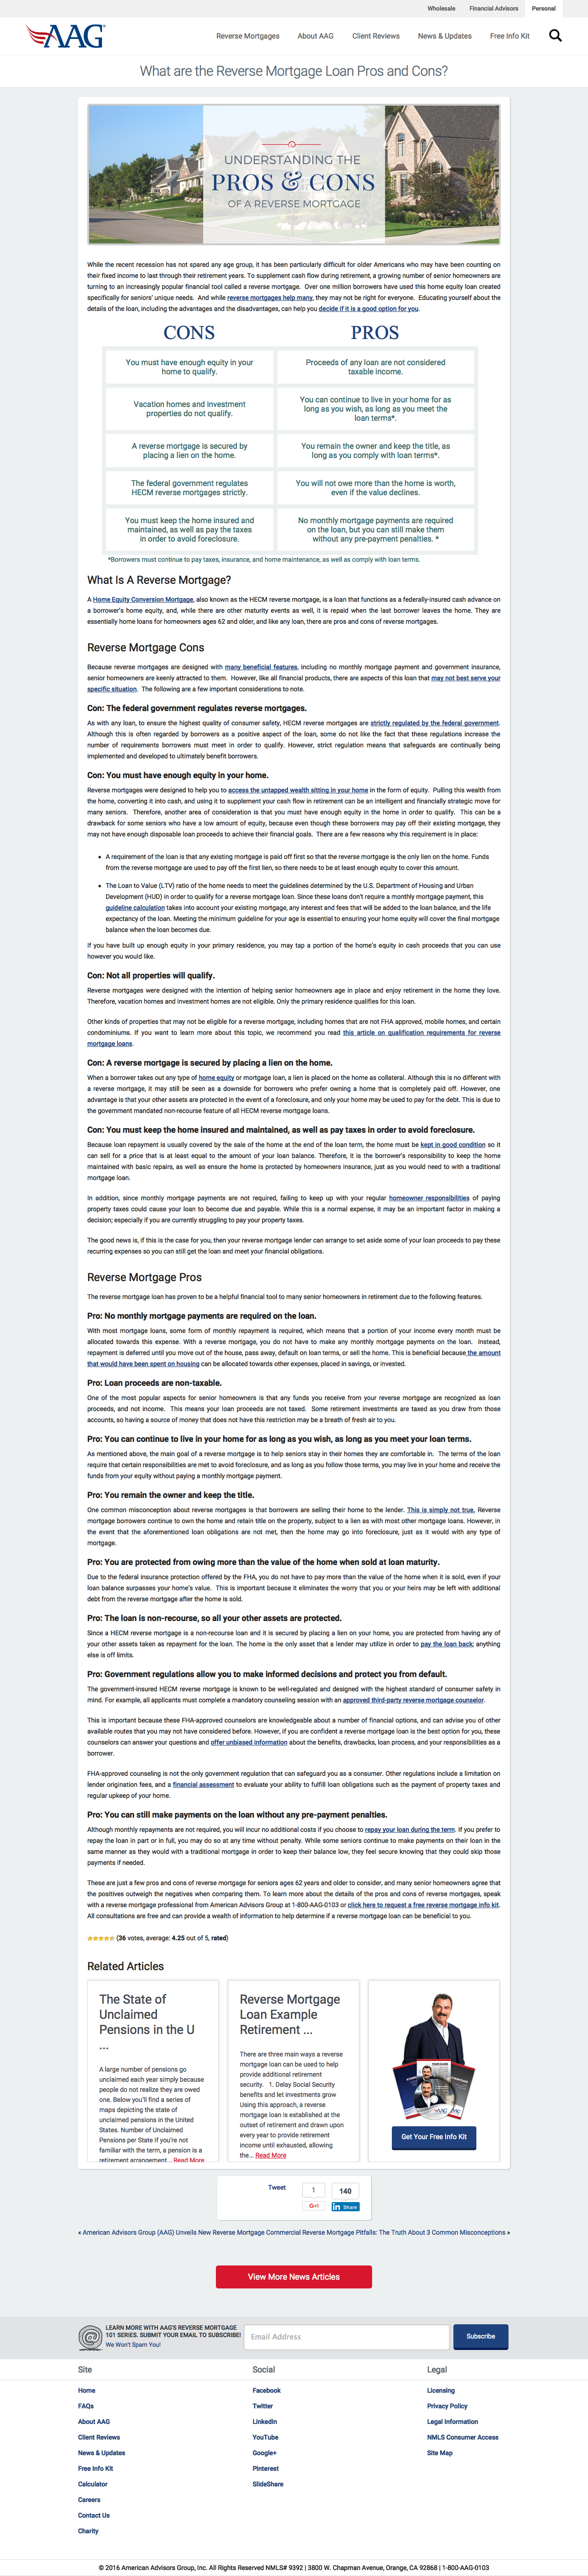 Wholesale Financial Advisors Personal
AAG
Reverse Mortgages About AAG Client Reviews News & Updates Free Info Kit
What are the Reverse Mortgage Loan Pros and Cons?
UNDERSTANDING THE
PROS & CONS
OF A REVERSE MORTGAGE
While the recent recession has not spared any age group, it has been particularly difficult for older Americans who may have been counting on
their fixed income to last through their retirement years. To supplement cash flow during retirement, a growing number of senior homeowners are
turning to an increasingly popular financial tool called a reverse mortgage. Over one million borrowers have used this home equity loan created
specifically for seniors' unique needs. And while reverse mortgages help many, they may not be right for everyone. Educating yourself about the
details of the loan, including the advantages and the disadvantages, can help you decide if it is a good option for you.
CONS PROS
You must have enough equity in your
home to qualify.
Proceeds of any loan are not considered
taxable income.
Vacation homes and investment
properties do not qualify.
You can continue to live in your home for as
long as you wish, as long as you meet the
loan terms*.
A reverse mortgage is secured by
placing a lien on the home.
You remain the owner and keep the title, as
long as you comply with loan terms*.
The federal government regulates
HECM reverse mortgages strictly.
You will not owe more than the home is worth,
even if the value declines.
You must keep the home insured and
maintained, as well as pay the taxes
in order to avoid foreclosure.
No monthly mortgage payments are required
on the loan, but you can still make them
without any pre-payment penalties. *
*Borrowers must continue to pay taxes, insurance, and home maintenance, as well as comply with loan terms.
What Is A Reverse Mortgage?
A Home Equity Conversion Mortgage, also known as the HECM reverse mortgage, is a loan that functions as a federally-insured cash advance on
a borrower's home equity, and, while there are other maturity events as well, it is repaid when the last borrower leaves the home. They are
essentially home loans for homeowners ages 62 and older, and like any loan, there are pros and cons of reverse mortgages.
Reverse Mortgage Cons
Because reverse mortgages are designed with many beneficial features, including no monthly mortgage payment and government insurance,
senior homeowners are keenly attracted to them. However, like all financial products, there are aspects of this loan that may not best serve your
specific situation. The following are a few important considerations to note.
Con: The federal government regulates reverse mortgages.
As with any loan, to ensure the highest quality of consumer safety, HECM reverse mortgages are strictly regulated by the federal government.
Although this is often regarded by borrowers as a positive aspect of the loan, some do not like the fact that these regulations increase the
number of requirements borrowers must meet in order to qualify. However, strict regulation means that safeguards are continually being
implemented and developed to ultimately benefit borrowers.
Con: You must have enough equity in your home.
Reverse mortgages were designed to help you to access the untapped wealth sitting in your home in the form of equity. Pulling this wealth from
the home, converting it into cash, and using it to supplement your cash flow in retirement can be an intelligent and financially strategic move for
many seniors. Therefore, another area of consideration is that you must have enough equity in the home in order to qualify. This can be a
drawback for some seniors who have a low amount of equity, because even though these borrowers may pay off their existing mortgage, they
may not have enough disposable loan proceeds to achieve their financial goals. There are a few reasons why this requirement is in place:
• A requirement of the loan is that any existing mortgage is paid off first so that the reverse mortgage is the only lien on the home. Funds
from the reverse mortgage are used to pay off the first lien, so there needs to be at least enough equity to cover this amount.
• The Loan to Value (LTV) ratio of the home needs to meet the guidelines determined by the U.S. Department of Housing and Urban
Development (HUD) in order to qualify for a reverse mortgage loan. Since these loans don't require a monthly mortgage payment, this
guideline calculation takes into account your existing mortgage, any interest and fees that will be added to the loan balance, and the life
expectancy of the loan. Meeting the minimum guideline for your age is essential to ensuring your home equity will cover the final mortgage
balance when the loan becomes due.
If you have built up enough equity in your primary residence, you may tap a portion of the home's equity in cash proceeds that you can use
however you would like.
Con: Not all properties will qualify.
Reverse mortgages were designed with the intention of helping senior homeowners age in place and enjoy retirement in the home they love.
Therefore, vacation homes and investment homes are not eligible. Only the primary residence qualifies for this loan.
Other kinds of properties that may not be eligible for a reverse mortgage, including homes that are not FHA approved, mobile homes, and certain
condominiums. If you want to learn more about this topic, we recommend you read this article on qualification requirements for reverse
mortgage loans.
Con: A reverse mortgage is secured by placing a lien on the home.
When a borrower takes out any type of home equity or mortgage loan, a lien is placed on the home as collateral. Although this is no different with
a reverse mortgage, it may still be seen as a downside for borrowers who prefer owning a home that is completely paid off. However, one
advantage is that your other assets are protected in the event of a foreclosure, and only your home may be used to pay for the debt. This is due to
the government mandated non-recourse feature of all HECM reverse mortgage loans.
Con: You must keep the home insured and maintained, as well as pay taxes in order to avoid foreclosure.
Because loan repayment is usually covered by the sale of the home at the end of the loan term, the home must be kept in good condition so it
can sell for a price that is at least equal to the amount of your loan balance. Therefore, it is the borrower's responsibility to keep the home
maintained with basic repairs, as well as ensure the home is protected by homeowners insurance, just as you would need to with a traditional
mortgage loan.
In addition, since monthly mortgage payments are not required, failing to keep up with your regular homeowner responsibilities of paying
property taxes could cause your loan to become due and payable. While this is a normal expense, it may be an important factor in making a
decision; especially if you are currently struggling to pay your property taxes.
The good news is, if this is the case for you, then your reverse mortgage lender can arrange to set aside some of your loan proceeds to pay these
recurring expenses so you can still get the loan and meet your financial obligations.
Reverse Mortgage Pros
The reverse mortgage loan has proven to be a helpful financial tool to many senior homeowners in retirement due to the following features.
Pro: No monthly mortgage payments are required on the loan.
With most mortgage loans, some form of monthly repayment is required, which means that a portion of your income every month must be
allocated towards this expense. With a reverse mortgage, you do not have to make any monthly mortgage payments on the loan. Instead,
repayment is deferred until you move out of the house, pass away, default on loan terms, or sell the home. This is beneficial because the amount
that would have been spent on housing can be allocated towards other expenses, placed in savings, or invested.
Pro: Loan proceeds are non-taxable.
One of the most popular aspects for senior homeowners is that any funds you receive from your reverse mortgage are recognized as loan
proceeds, and not income. This means your loan proceeds are not taxed. Some retirement investments are taxed as you draw from those
accounts, so having a source of money that does not have this restriction may be a breath of fresh air to you.
Pro: You can continue to live in your home for as long as you wish, as long as you meet your loan terms.
As mentioned above, the main goal of a reverse mortgage is to help seniors stay in their homes they are comfortable in. The terms of the loan
require that certain responsibilities are met to avoid foreclosure, and as long as you follow those terms, you may live in your home and receive the
funds from your equity without paying a monthly mortgage payment.
Pro: You remain the owner and keep the title.
One common misconception about reverse mortgages is that borrowers are selling their home to the lender. This is simply not true. Reverse
mortgage borrowers continue to own the home and retain title on the property, subject to a lien as with most other mortgage loans. However, in
the event that the aforementioned loan obligations are not met, then the home may go into foreclosure, just as it would with any type of
mortgage.
Pro: You are protected from owing more than the value of the home when sold at loan maturity.
Due to the federal insurance protection offered by the FHA, you do not have to pay more than the value of the home when it is sold, even if your
loan balance surpasses your home's value. This is important because it eliminates the worry that you or your heirs may be left with additional
debt from the reverse mortgage after the home is sold.
Pro: The loan is non-recourse, so all your other assets are protected.
Since a HECM reverse mortgage is a non-recourse loan and it is secured by placing a lien on your home, you are protected from having any of
your other assets taken as repayment for the loan. The home is the only asset that a lender may utilize in order to pay the loan back; anything
else is off limits.
Pro: Government regulations allow you to make informed decisions and protect you from default.
The government-insured HECM reverse mortgage is known to be well-regulated and designed with the highest standard of consumer safety in
mind. For example, all applicants must complete a mandatory counseling session with an approved third-party reverse mortgage counselor.
This is important because these FHA-approved counselors are knowledgeable about a number of financial options, and can advise you of other
available routes that you may not have considered before. However, if you are confident a reverse mortgage loan is the best option for you, these
counselors can answer your questions and offer unbiased information about the benefits, drawbacks, loan process, and your responsibilities as a
borrower.
FHA-approved counseling is not the only government regulation that can safeguard you as a consumer. Other regulations include a limitation on
lender origination fees, and a financial assessment to evaluate your ability to fulfill loan obligations such as the payment of property taxes and
regular upkeep of your home.
Pro: You can still make payments on the loan without any pre-payment penalties.
Although monthly repayments are not required, you will incur no additional costs if you choose to repay your loan during the term. If you prefer to
repay the loan in part or in full, you may do so at any time without penalty. While some seniors continue to make payments on their loan in the
same manner as they would with a traditional mortgage in order to keep their balance low, they feel secure knowing that they could skip those
payments if needed.
These are just a few pros and cons of reverse mortgage for seniors ages 62 and older to consider, and many senior homeowners agree that
the positives outweigh the negatives when comparing them. To learn more about the details of the pros and cons of reverse mortgages, speak
with a reverse mortgage professional from American Advisors Group at 1-800-AAG-0103 or click here to request a free reverse mortgage info kit.
All consultations are free and can provide a wealth of information to help determine if a reverse mortgage loan can be beneficial to you.
(36 votes, average: 4.25 out of 5, rated)
Related Articles
The State of
Unclaimed
Pensions in the U
...
A large number of pensions go
unclaimed each year simply because
people do not realize they are owed
one. Below you'll find a series of
maps depicting the state of
unclaimed pensions in the United
States. Number of Unclaimed
Pensions per State If you're not
familiar with the term, a pension is a
retirement arrangement... Read More
Reverse Mortgage
Loan Example
Retirement ...
There are three main ways a reverse
mortgage loan can be used to help
provide additional retirement
security. 1. Delay Social Security
benefits and let investments grow
Using this approach, a reverse
mortgage loan is established at the
outset of retirement and drawn upon
every year to provide retirement
income until exhausted, allowing
the... Read More
Get Your Free Info Kit
Tweet 1 140
G+1 in Share
« American Advisors Group (AAG) Unveils New Reverse Mortgage Commercial Reverse Mortgage Pitfalls: The Truth About 3 Common Misconceptions »
View More News Articles
LEARN MORE WITH AAG'S REVERSE MORTGAGE
101 SERIES. SUBMIT YOUR EMAIL TO SUBSCRIBE!
We Won't Spam You!
Email Address
Subscribe
Site
Home
FAQs
About AAG
Client Reviews
News & Updates
Free Info Kit
Calculator
Careers
Contact Us
Charity
Social
Facebook
Twitter
LinkedIn
YouTube
Google+
Pinterest
SlideShare
Legal
Licensing
Privacy Policy
Legal Information
NMLS Consumer Access
Site Map
© 2016 American Advisors Group, Inc. All Rights Reserved NMLS# 9392 | 3800 W. Chapman Avenue, Orange, CA 92868 | 1-800-AAG-0103